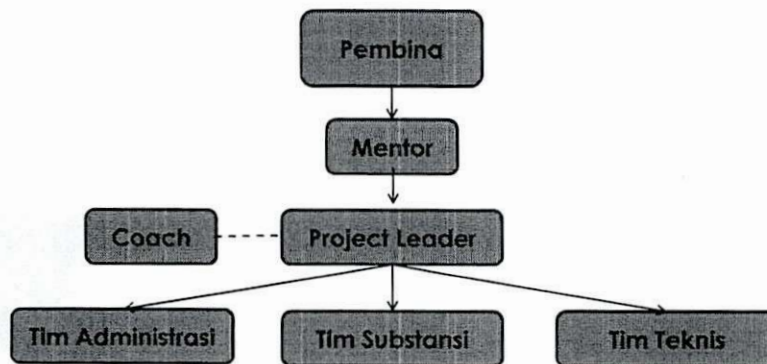 Pembina
Mentor
Coach
Project Leader
Tim Administrasi
Tim Substansi
Tim Teknis